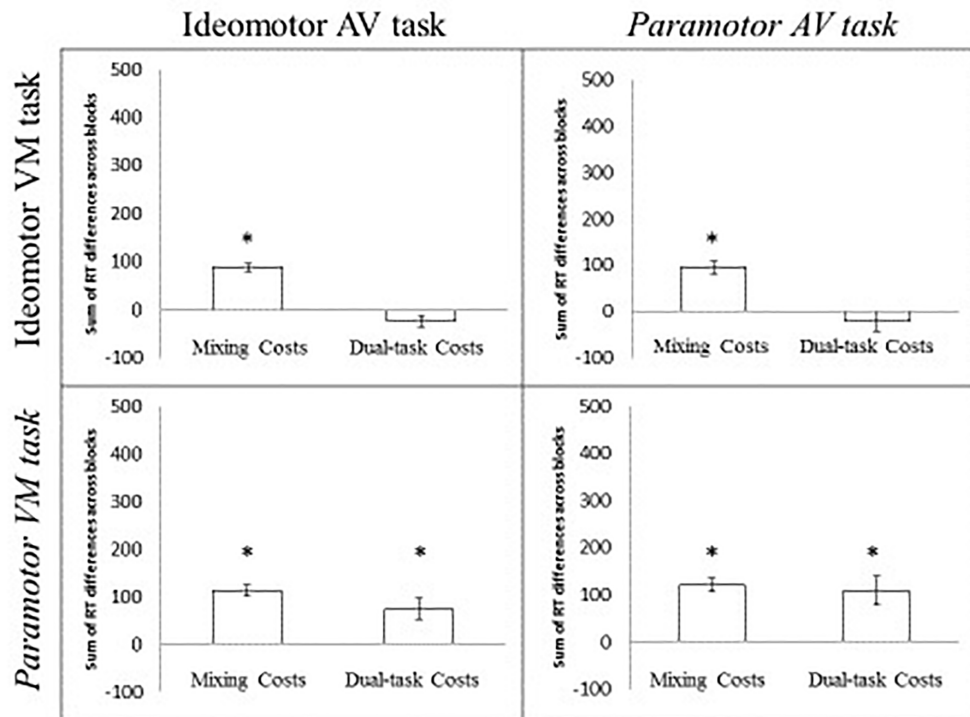 Ideomotor AV task
Paramotor AV task
Ideomotor VM task
Sum of RT differences across blocks
500
400
300
200
100
0
-100
*
Mixing Costs
Dual-task Costs
Sum of RT differences across blocks
500
400
300
200
100
0
-100
*
Mixing Costs
Dual-task Costs
Paramotor VM task
Sum of RT differences across blocks
500
400
300
200
100
0
-100
*
*
Mixing Costs
Dual-task Costs
Sum of RT differences across blocks
500
400
300
200
100
0
-100
*
*
Mixing Costs
Dual-task Costs